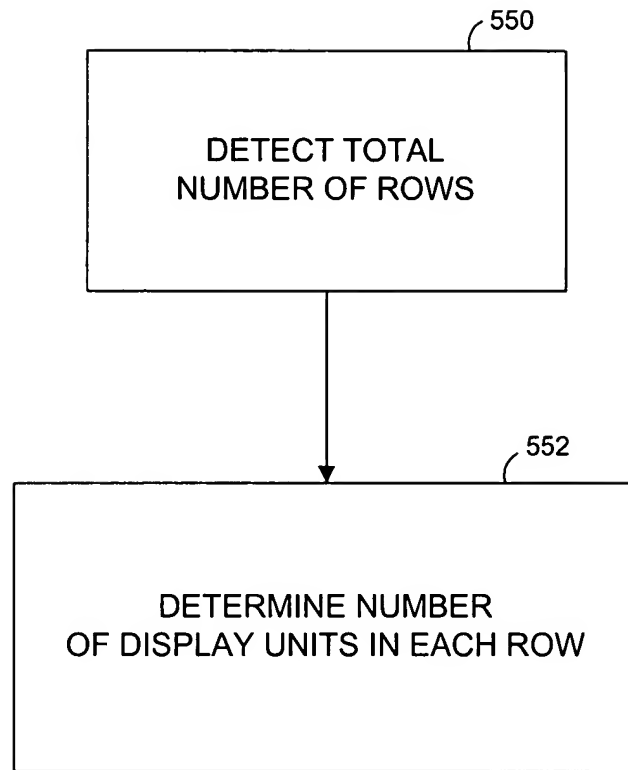 550
DETECT TOTAL
NUMBER OF ROWS
552
DETERMINE NUMBER
OF DISPLAY UNITS IN EACH ROW